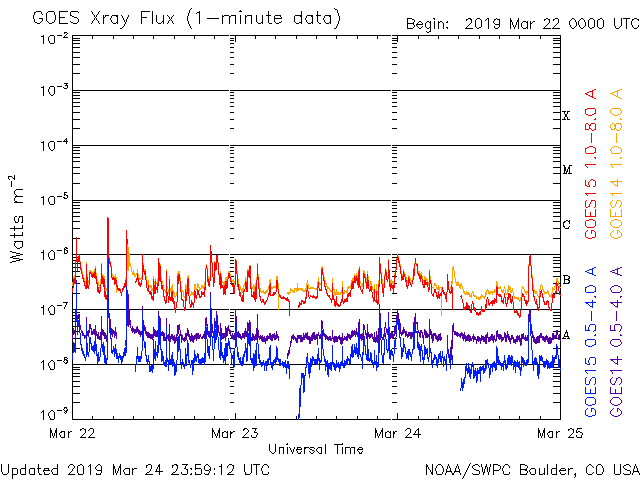 GOES Xray Flux (1-minute data)
Begin: 2019 Mar 22 0000 UTC
Watts m-2
10-2
10-3
10-4
10-5
10-6
10-7
10-8
10-9
X
M
C
B
A
Mar 22
Mar 23
Mar 24
Mar 25
Universal Time
GOES15 1.0-8.0 A
GOES14 1.0-8.0 A
GOES15 0.5-4.0 A
GOES14 0.5-4.0 A
Updated 2019 Mar 24 23:59:12 UTC
NOAA/SWPC Boulder, CO USA